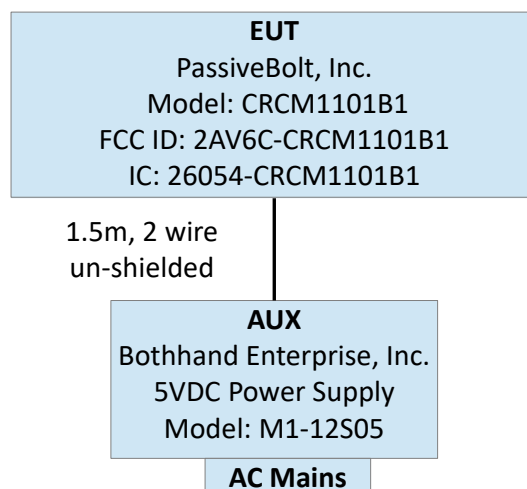 EUT
PassiveBolt, Inc.
Model: CRCM1101B1
FCC ID: 2AV6C-CRCM1101B1
IC: 26054-CRCM1101B1
1.5m, 2 wire
un-shielded
AUX
Bothhand Enterprise, Inc.
5VDC Power Supply
Model: M1-12S05
AC Mains